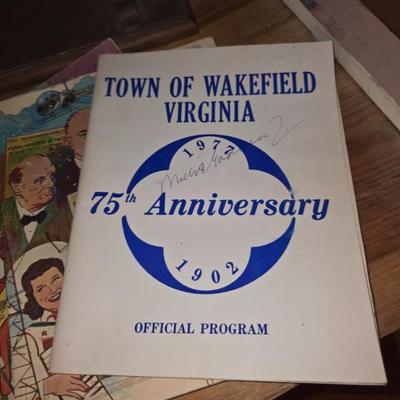 TOWN OF WAKEFIELD
VIRGINIA
1977
75th Anniversary
1902
OFFICIAL PROGRAM